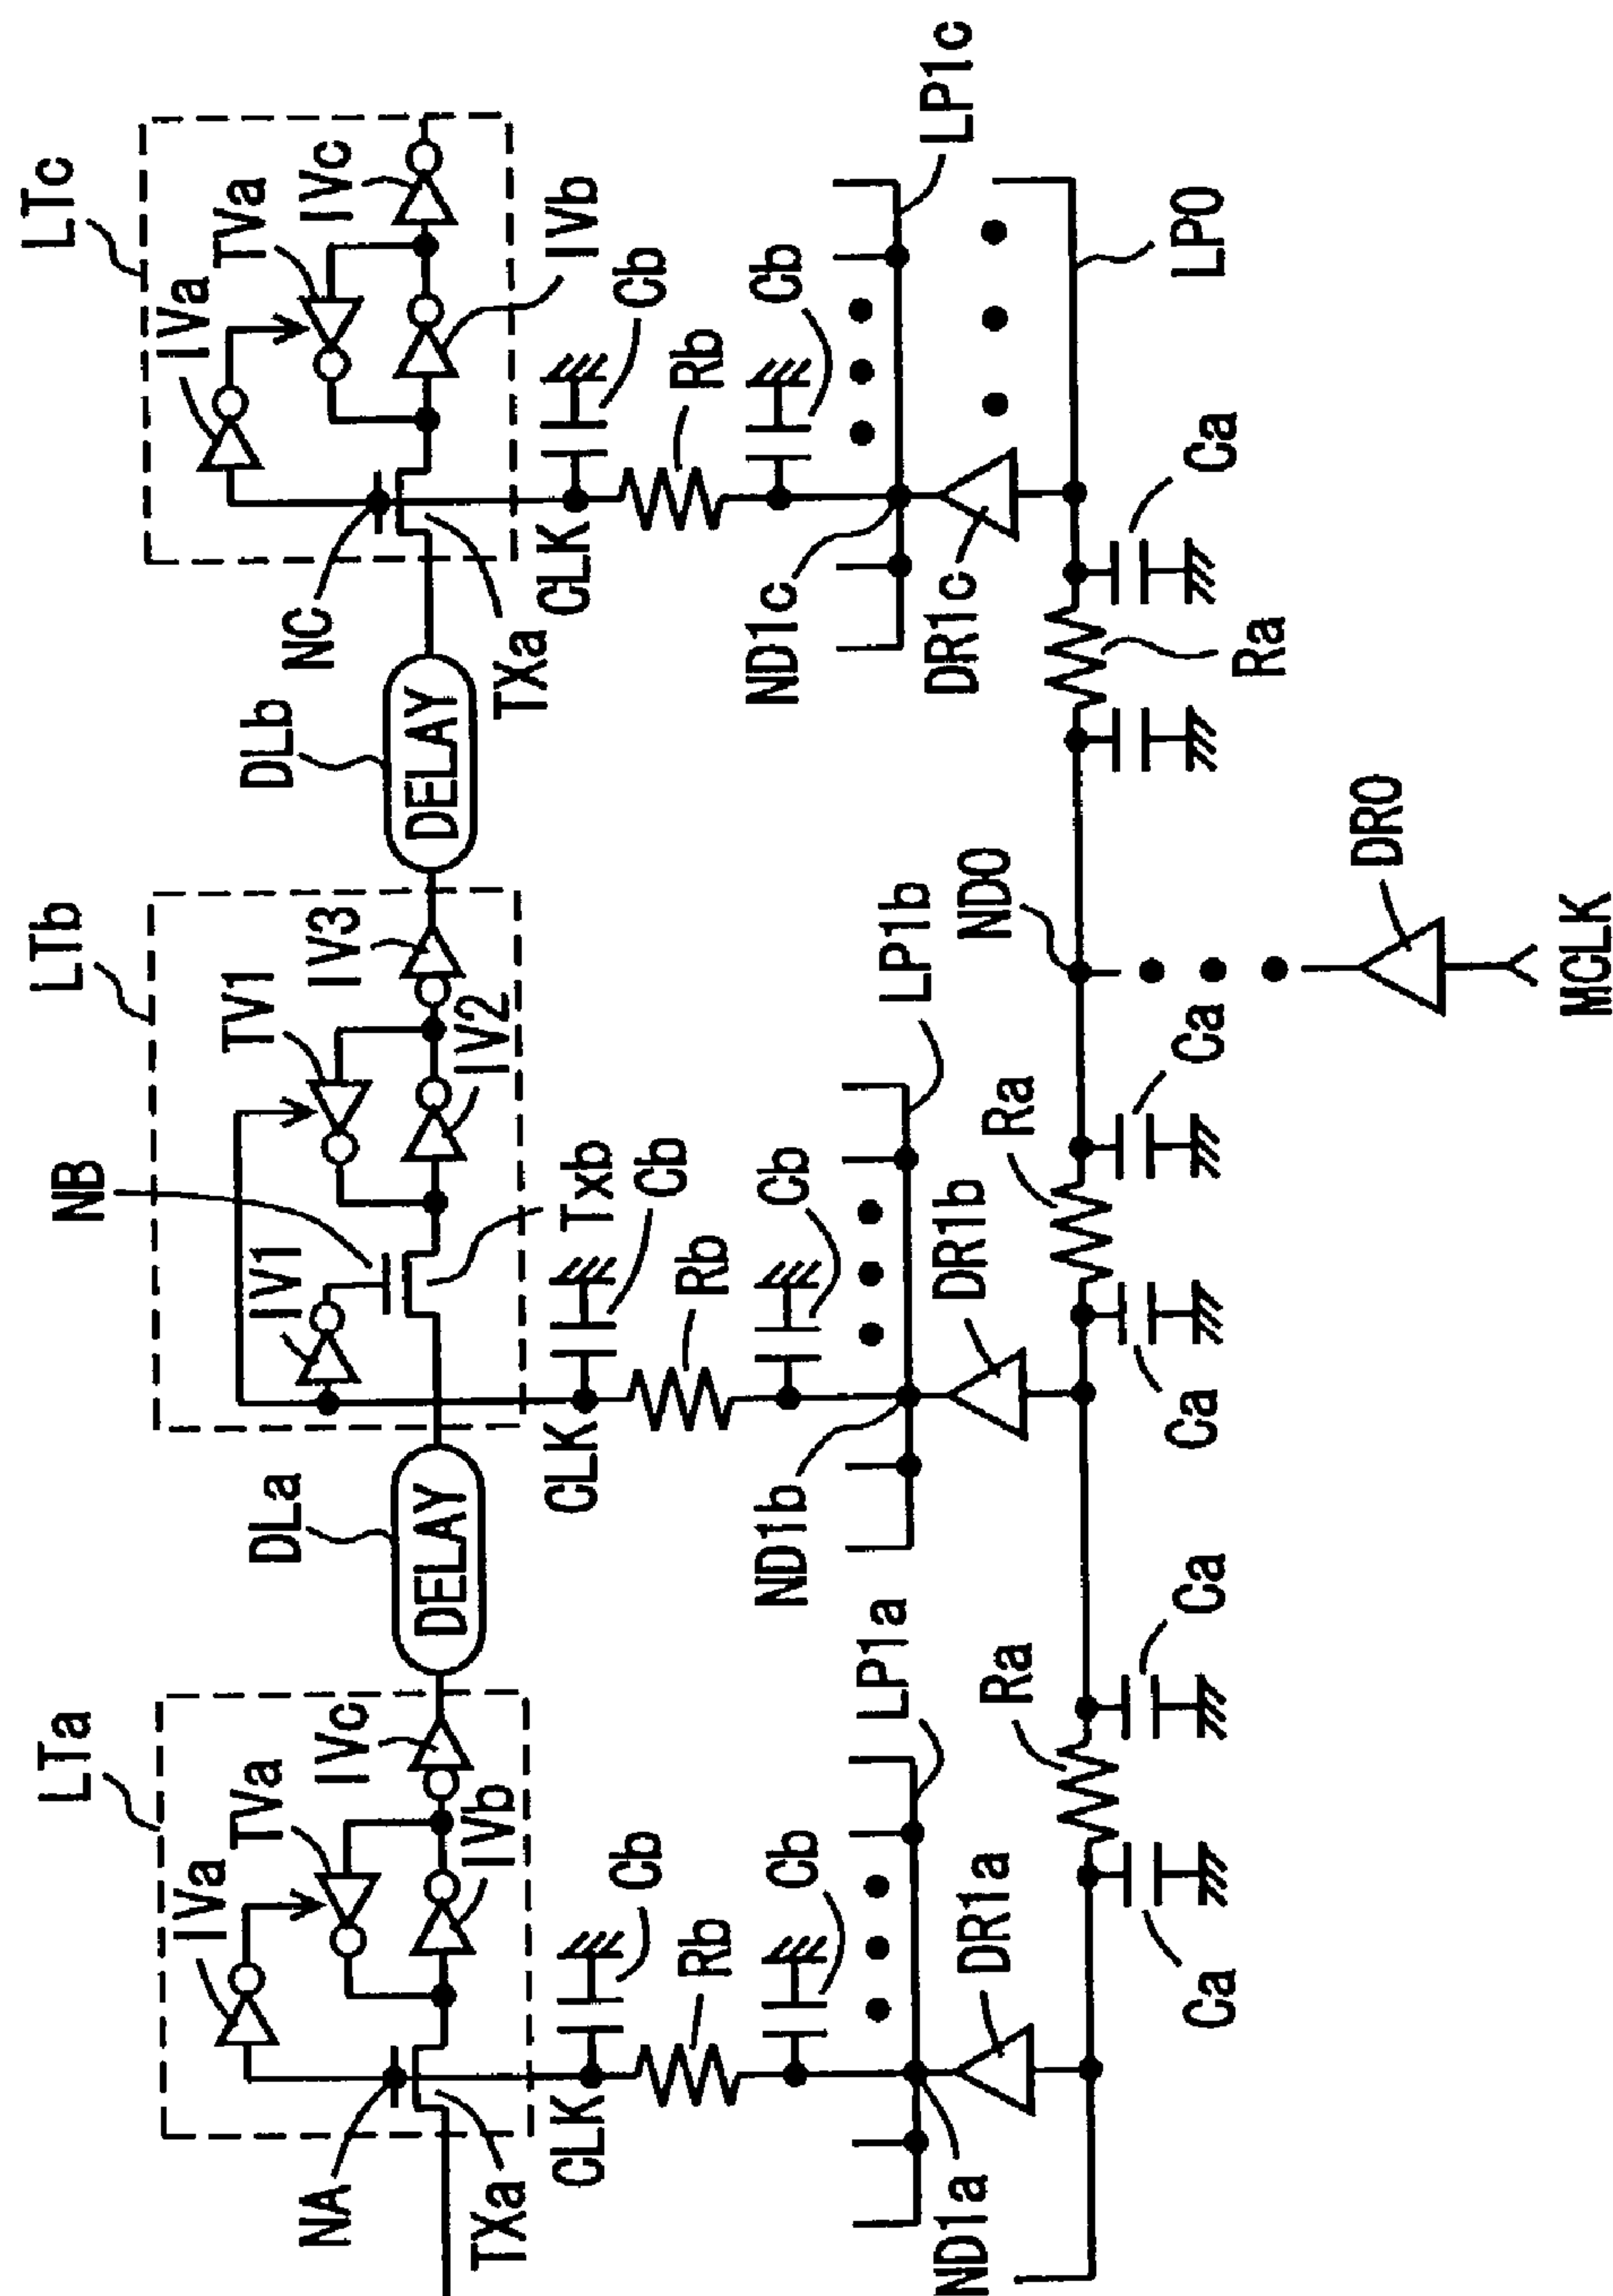 LTa
LTb
LTc
NB
IVa
TVa
TV1
IVa
TVa
DLa
DLb
IV1
NA
IVc
IV3
NC
IVc
DELAY
DELAY
TXa
IVb
IV2
TXa
IVb
Txb
CLK
CLK
CLK
Cb
Cb
Cb
Rb
Rb
Rb
Cb
Cb
Cb
LP1a
ND1b
LP1b
ND1c
LP1c
ND1a
DR1a
DR1b
ND0
DR1c
Ra
Ra
Ca
Ca
Ca
Ca
Ca
LP0
Ra
DR0
MCLK